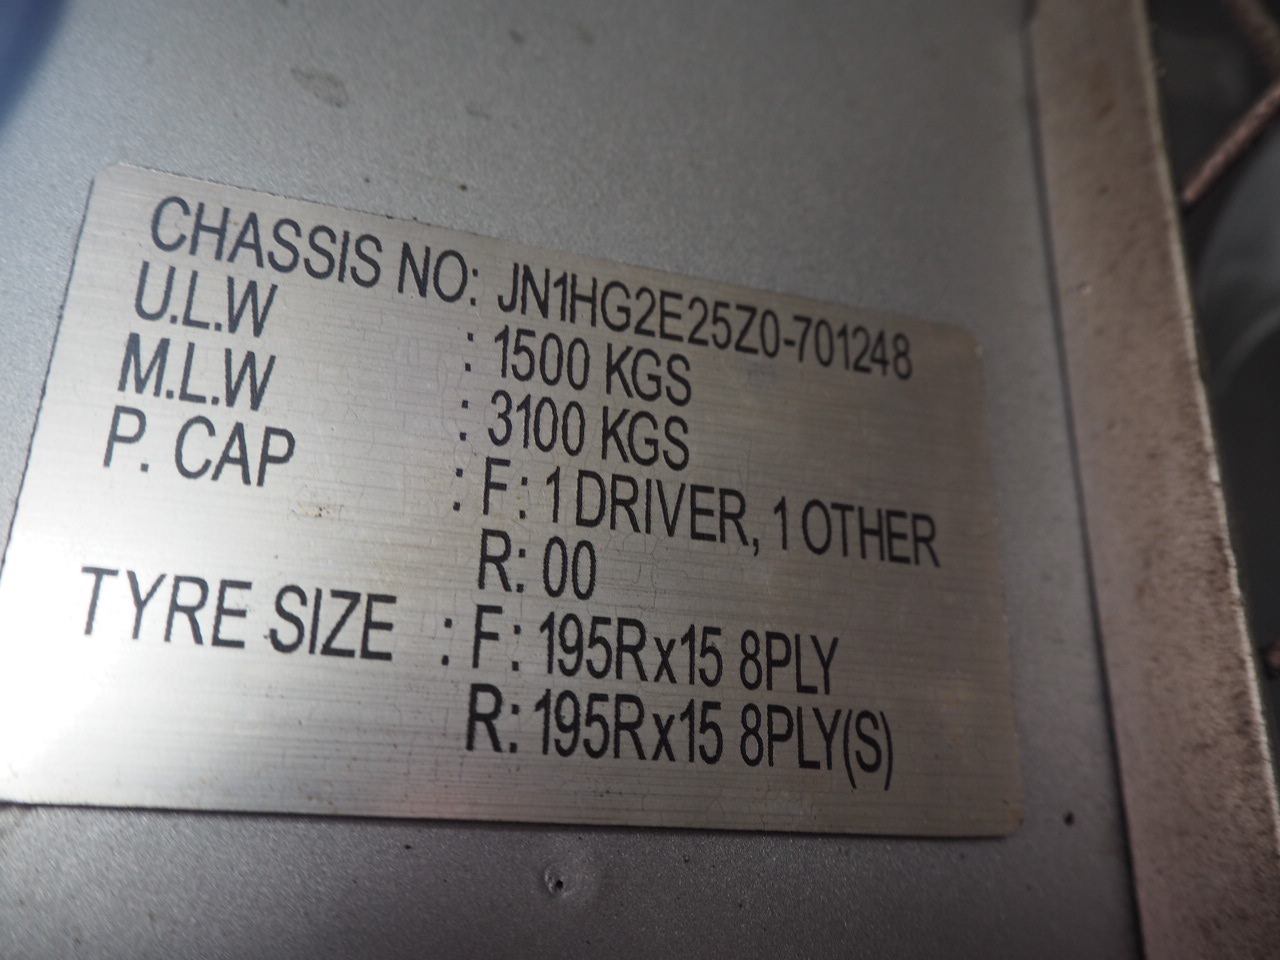 CHASSIS NO: JN1HG2E25Z0-701248
U.L.W : 1500 KGS
M.L.W : 3100 KGS
P. CAP : F: 1 DRIVER, 1 OTHER
R: 00
TYRE SIZE : F: 195Rx15 8PLY
R: 195Rx15 8PLY(S)